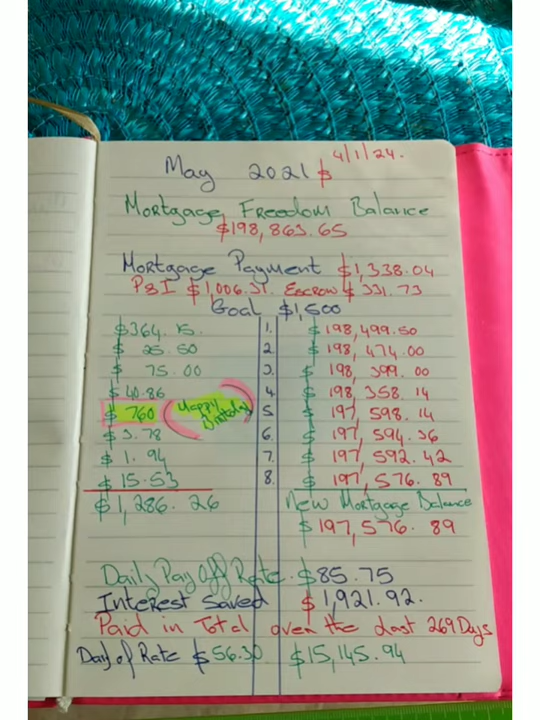 4/1/24.
May 2021 $
Mortgage Freedom Balance
$198,863.65
Mortgage Payment $1,338.04
P&I $1,006.31. Escrow $331.73
Goal $1,500
$364.15. 1. $198,499.50
$ 25.50 2 $198,474.00
$ 75.00 3. $198,399.00
$40.86 4. $198,358.14
$ 760 Happy Birthday 5. $197,598.14
$3.78 6. $197,594.36
$1.94 7. $197,592.42
$15.53 8. $197,576.89
$1,286.26 New Mortgage Balance
$197,576.89
Daily Pay Off Rate. $85.75
Interest Saved $1,921.92.
Paid in Total over the Last 269 Days
Day of Rate $56.30 $15,145.94